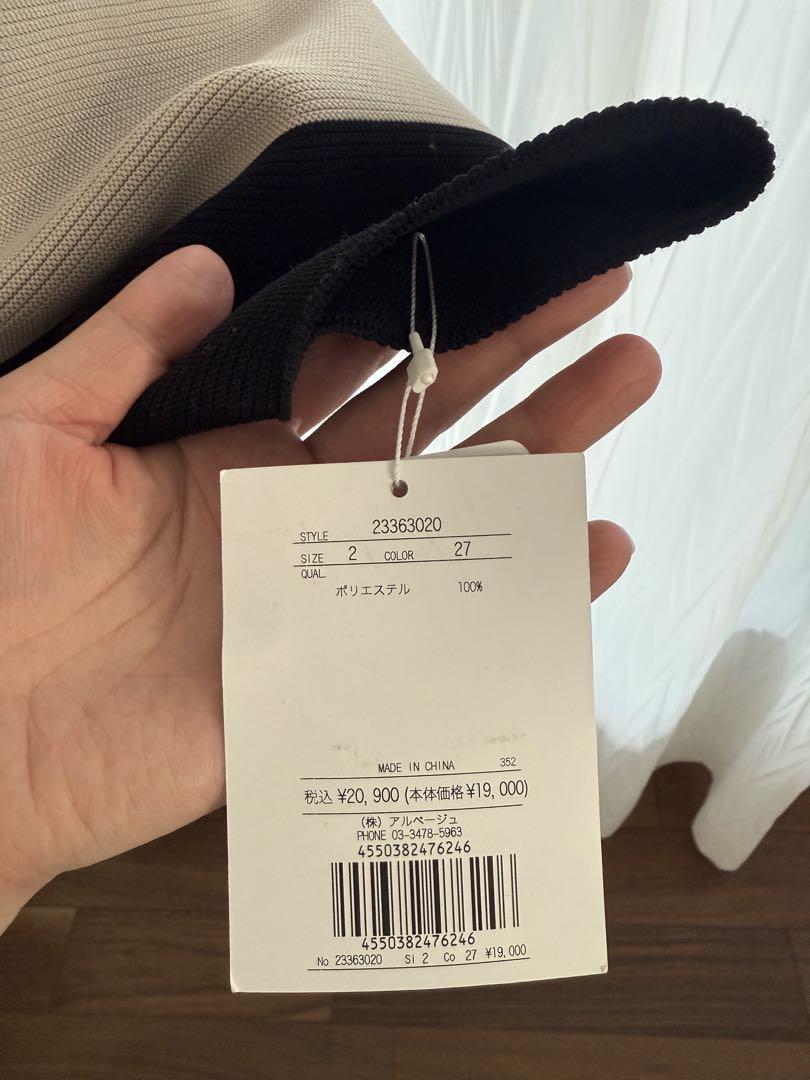 STYLE 23363020
SIZE 2 COLOR 27
QUAL
ポリエステル 100%
MADE IN CHINA 352
税込 ¥20,900 (本体価格¥19,000)
(株) アルページュ
PHONE 03-3478-5963
4550382476246
4550382476246
No 23363020 Si 2 Co 27 ¥19,000